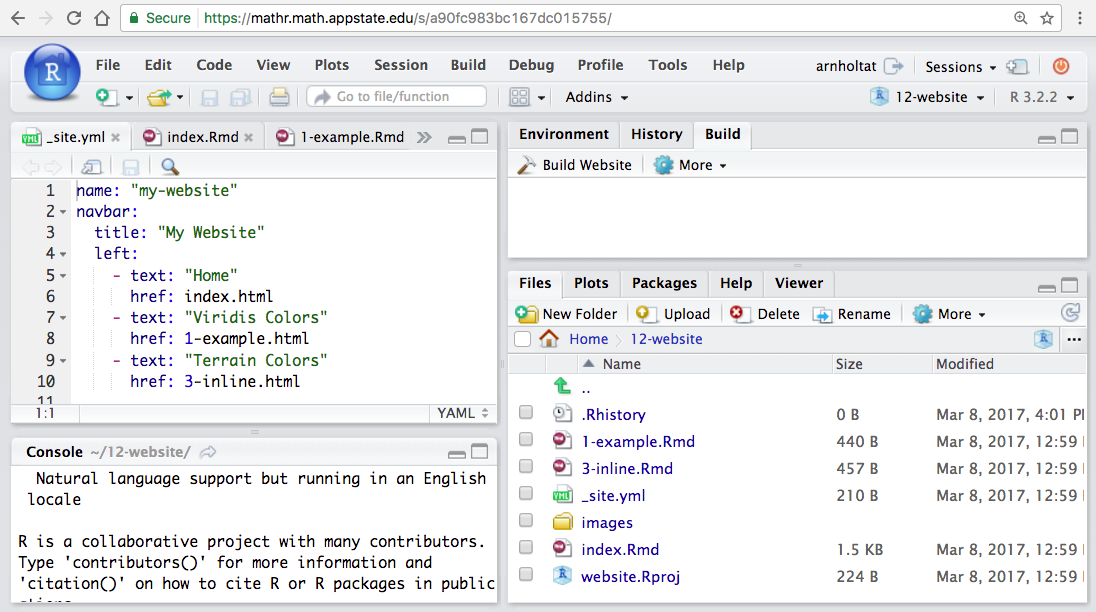 Secure https://mathr.math.appstate.edu/s/a90fc983bc167dc015755/
R
File Edit Code View Plots Session Build Debug Profile Tools Help
arnholtat Sessions
Go to file/function Addins 12-website R 3.2.2
_site.yml index.Rmd 1-example.Rmd
1 name: "my-website"
2 navbar:
3 title: "My Website"
4 left:
5 - text: "Home"
6 href: index.html
7 - text: "Viridis Colors"
8 href: 1-example.html
9 - text: "Terrain Colors"
10 href: 3-inline.html
11
1:1 YAML
Console ~/12-website/
Natural language support but running in an English
locale
R is a collaborative project with many contributors.
Type 'contributors()' for more information and
'citation()' on how to cite R or R packages in public
Environment History Build
Build Website More
Files Plots Packages Help Viewer
New Folder Upload Delete Rename More
Home 12-website R ...
Name Size Modified
..
.Rhistory 0 B Mar 8, 2017, 4:01 P
1-example.Rmd 440 B Mar 8, 2017, 12:59
3-inline.Rmd 457 B Mar 8, 2017, 12:59
_site.yml 210 B Mar 8, 2017, 12:59
images
index.Rmd 1.5 KB Mar 8, 2017, 12:59
website.Rproj 224 B Mar 8, 2017, 12:59